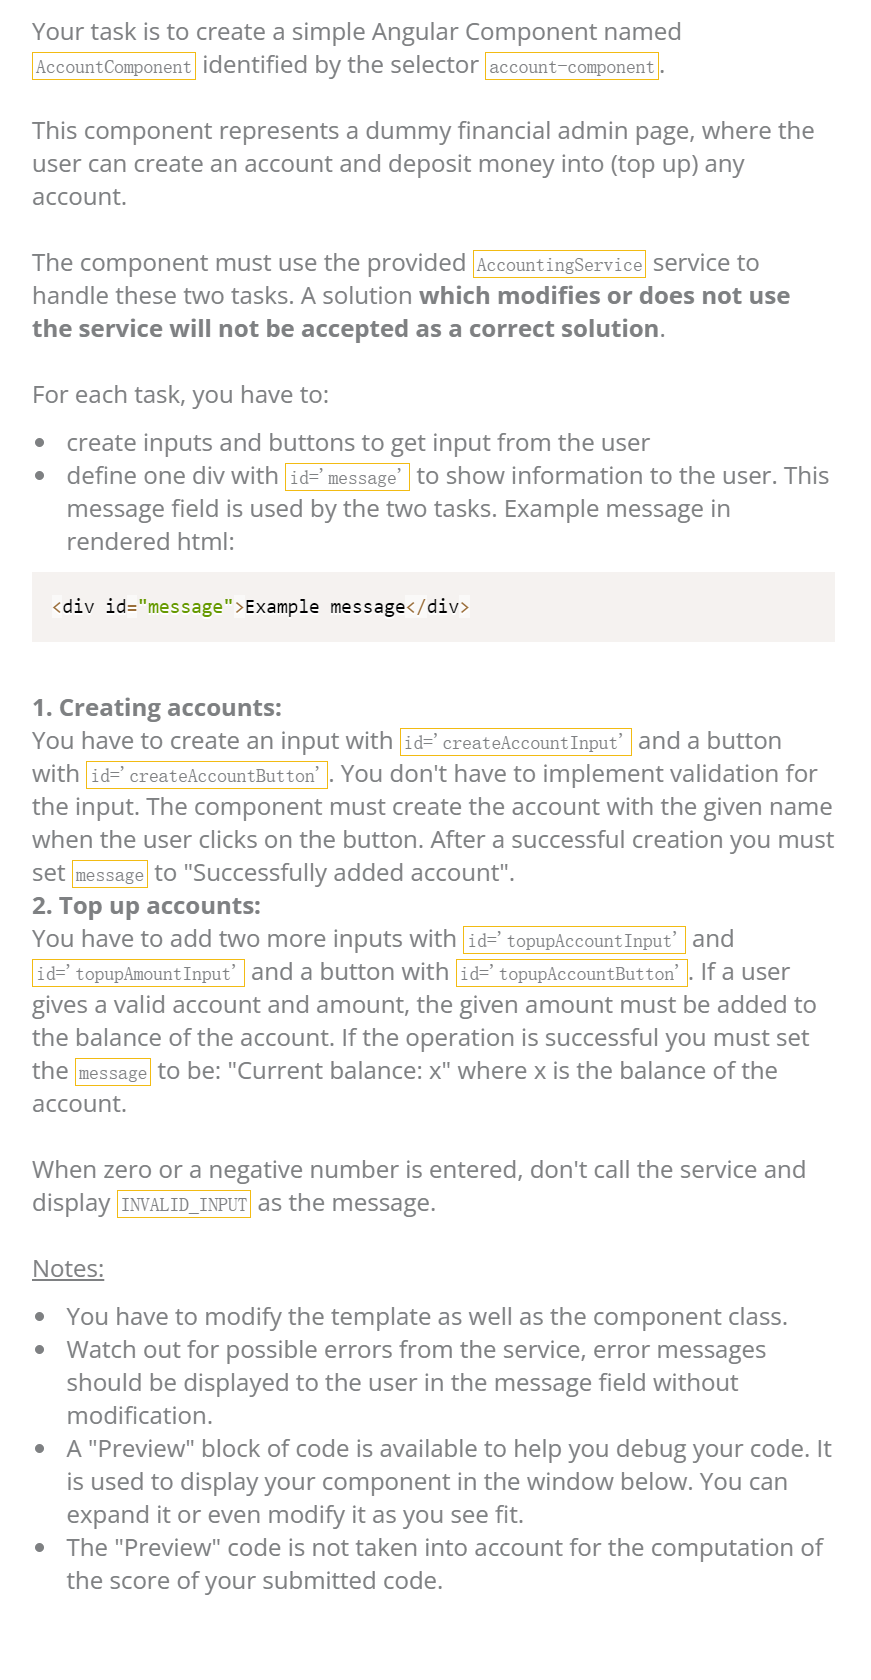 Your task is to create a simple Angular Component named
AccountComponent identified by the selector account-component.
This component represents a dummy financial admin page, where the
user can create an account and deposit money into (top up) any
account.
The component must use the provided AccountingService service to
handle these two tasks. A solution which modifies or does not use
the service will not be accepted as a correct solution.
For each task, you have to:
• create inputs and buttons to get input from the user
• define one div with id='message' to show information to the user. This
message field is used by the two tasks. Example message in
rendered html:
<div id="message">Example message</div>
1. Creating accounts:
You have to create an input with id='createAccountInput' and a button
with id='createAccountButton'. You don't have to implement validation for
the input. The component must create the account with the given name
when the user clicks on the button. After a successful creation you must
set message to "Successfully added account".
2. Top up accounts:
You have to add two more inputs with id='topupAccountInput' and
id='topupAmountInput' and a button with id='topupAccountButton'. If a user
gives a valid account and amount, the given amount must be added to
the balance of the account. If the operation is successful you must set
the message to be: "Current balance: x" where x is the balance of the
account.
When zero or a negative number is entered, don't call the service and
display INVALID_INPUT as the message.
Notes:
• You have to modify the template as well as the component class.
• Watch out for possible errors from the service, error messages
should be displayed to the user in the message field without
modification.
• A "Preview" block of code is available to help you debug your code. It
is used to display your component in the window below. You can
expand it or even modify it as you see fit.
• The "Preview" code is not taken into account for the computation of
the score of your submitted code.